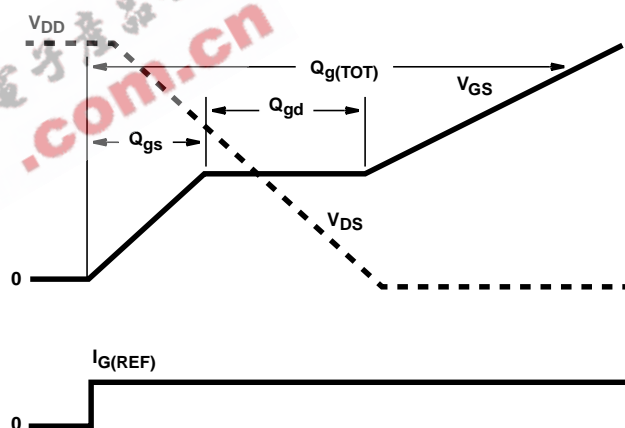 V_DD
Q_g(TOT)
V_GS
Q_gd
Q_gs
V_DS
0
I_G(REF)
0
.com.cn